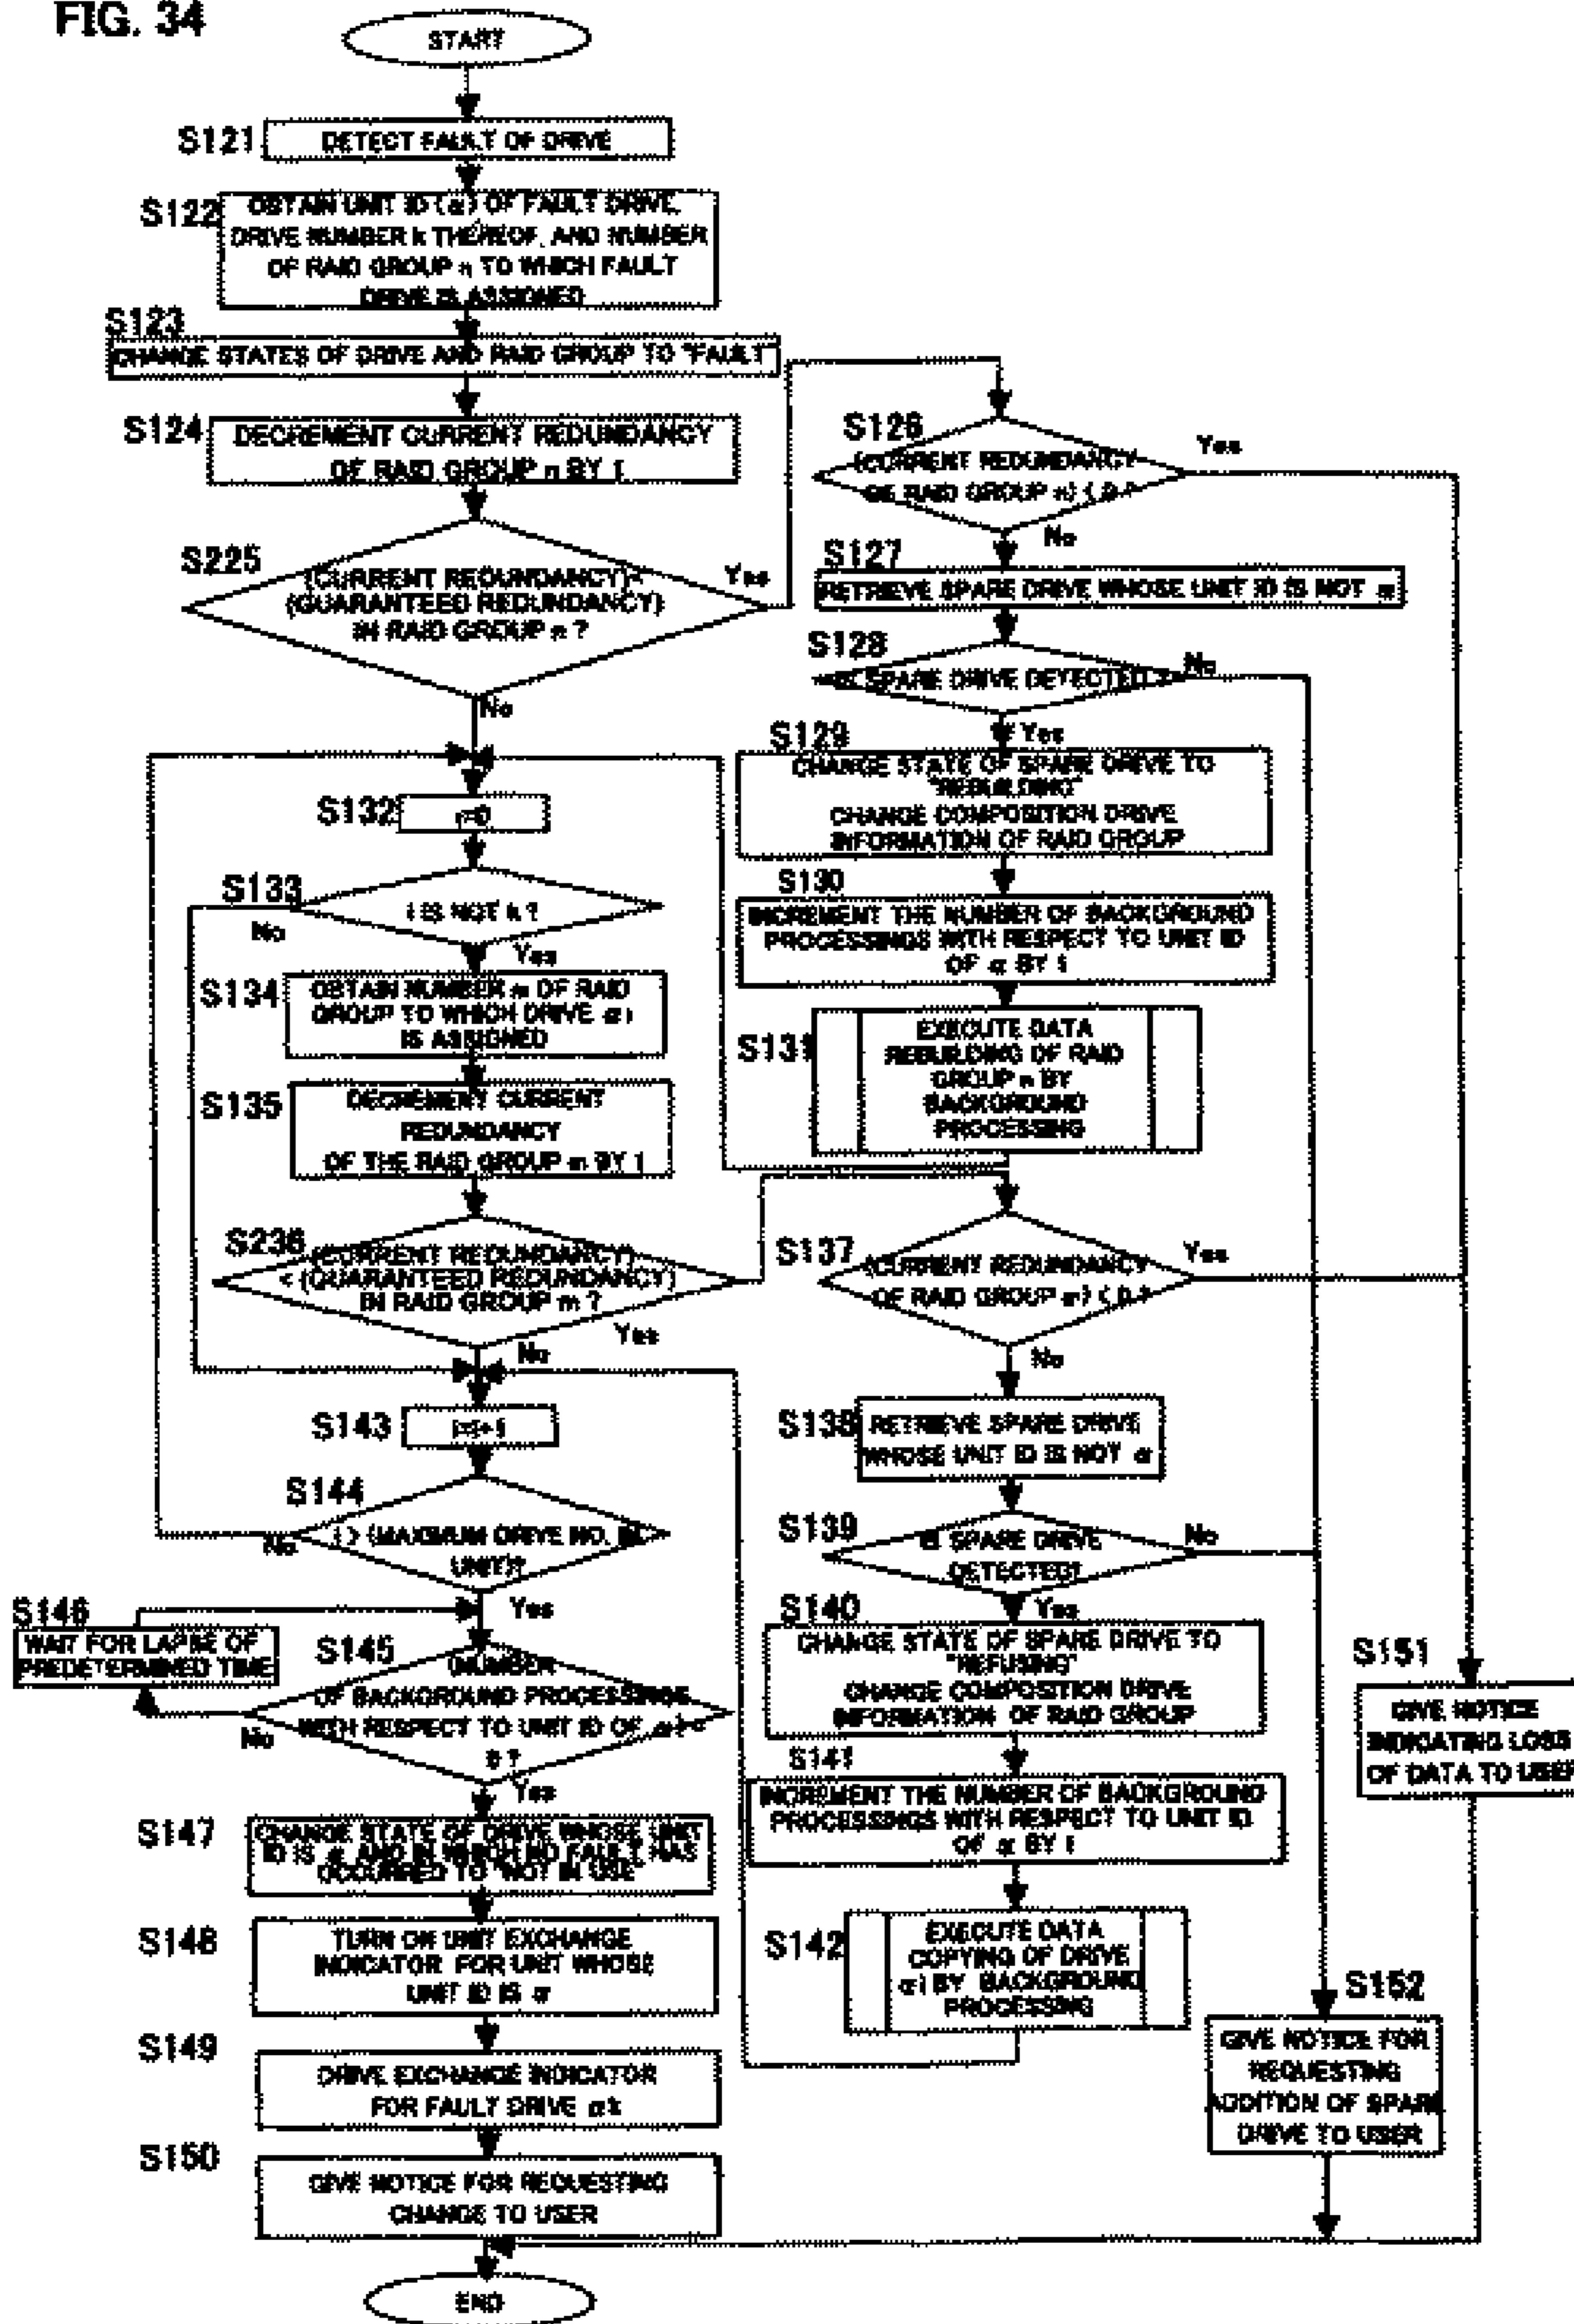 FIG. 34
START
S121
DETECT FAULT OF DRIVE
S122
OBTAIN UNIT ID (α) OF FAULT DRIVE,
DRIVE NUMBER k THEREOF, AND NUMBER
OF RAID GROUP n TO WHICH FAULT
DRIVE IS ASSIGNED
S123
CHANGE STATES OF DRIVE AND RAID GROUP TO "FAULT"
S124
DECREMENT CURRENT REDUNDANCY
OF RAID GROUP n BY 1
S225
(CURRENT REDUNDANCY)<
(GUARANTEED REDUNDANCY)
IN RAID GROUP n ?
Yes
No
S126
(CURRENT REDUNDANCY
OF RAID GROUP n) < 0 ?
Yes
No
S127
RETRIEVE SPARE DRIVE WHOSE UNIT ID IS NOT α
S128
IS SPARE DRIVE DETECTED ?
No
Yes
S129
CHANGE STATE OF SPARE DRIVE TO
"REBUILDING"
CHANGE COMPOSITION DRIVE
INFORMATION OF RAID GROUP
S130
INCREMENT THE NUMBER OF BACKGROUND
PROCESSINGS WITH RESPECT TO UNIT ID
OF α BY 1
S131
EXECUTE DATA
REBUILDING OF RAID
GROUP n BY
BACKGROUND
PROCESSING
S132
i=0
S133
i IS NOT k ?
No
Yes
S134
OBTAIN NUMBER m OF RAID
GROUP TO WHICH DRIVE αi
IS ASSIGNED
S135
DECREMENT CURRENT
REDUNDANCY
OF THE RAID GROUP m BY 1
S236
(CURRENT REDUNDANCY)
< (GUARANTEED REDUNDANCY)
IN RAID GROUP m ?
Yes
No
S137
(CURRENT REDUNDANCY
OF RAID GROUP m) < 0 ?
Yes
No
S138
RETRIEVE SPARE DRIVE
WHOSE UNIT ID IS NOT α
S139
IS SPARE DRIVE
DETECTED?
No
Yes
S140
CHANGE STATE OF SPARE DRIVE TO
"REFUSING"
CHANGE COMPOSITION DRIVE
INFORMATION OF RAID GROUP
S141
INCREMENT THE NUMBER OF BACKGROUND
PROCESSINGS WITH RESPECT TO UNIT ID
OF α BY 1
S142
EXECUTE DATA
COPYING OF DRIVE
αi BY BACKGROUND
PROCESSING
S143
i=i+1
S144
i > (MAXIMUM DRIVE NO. IN
UNIT)?
No
Yes
S146
WAIT FOR LAPSE OF
PREDETERMINED TIME
S145
(NUMBER
OF BACKGROUND PROCESSINGS
WITH RESPECT TO UNIT ID OF α) =
0 ?
No
Yes
S147
CHANGE STATE OF DRIVE WHOSE UNIT
ID IS α AND IN WHICH NO FAULT HAS
OCCURRED TO "NOT IN USE"
S148
TURN ON UNIT EXCHANGE
INDICATOR FOR UNIT WHOSE
UNIT ID IS α
S149
DRIVE EXCHANGE INDICATOR
FOR FAULT DRIVE αk
S150
GIVE NOTICE FOR REQUESTING
CHANGE TO USER
S151
GIVE NOTICE
INDICATING LOSS
OF DATA TO USER
S152
GIVE NOTICE FOR
REQUESTING
ADDITION OF SPARE
DRIVE TO USER
END